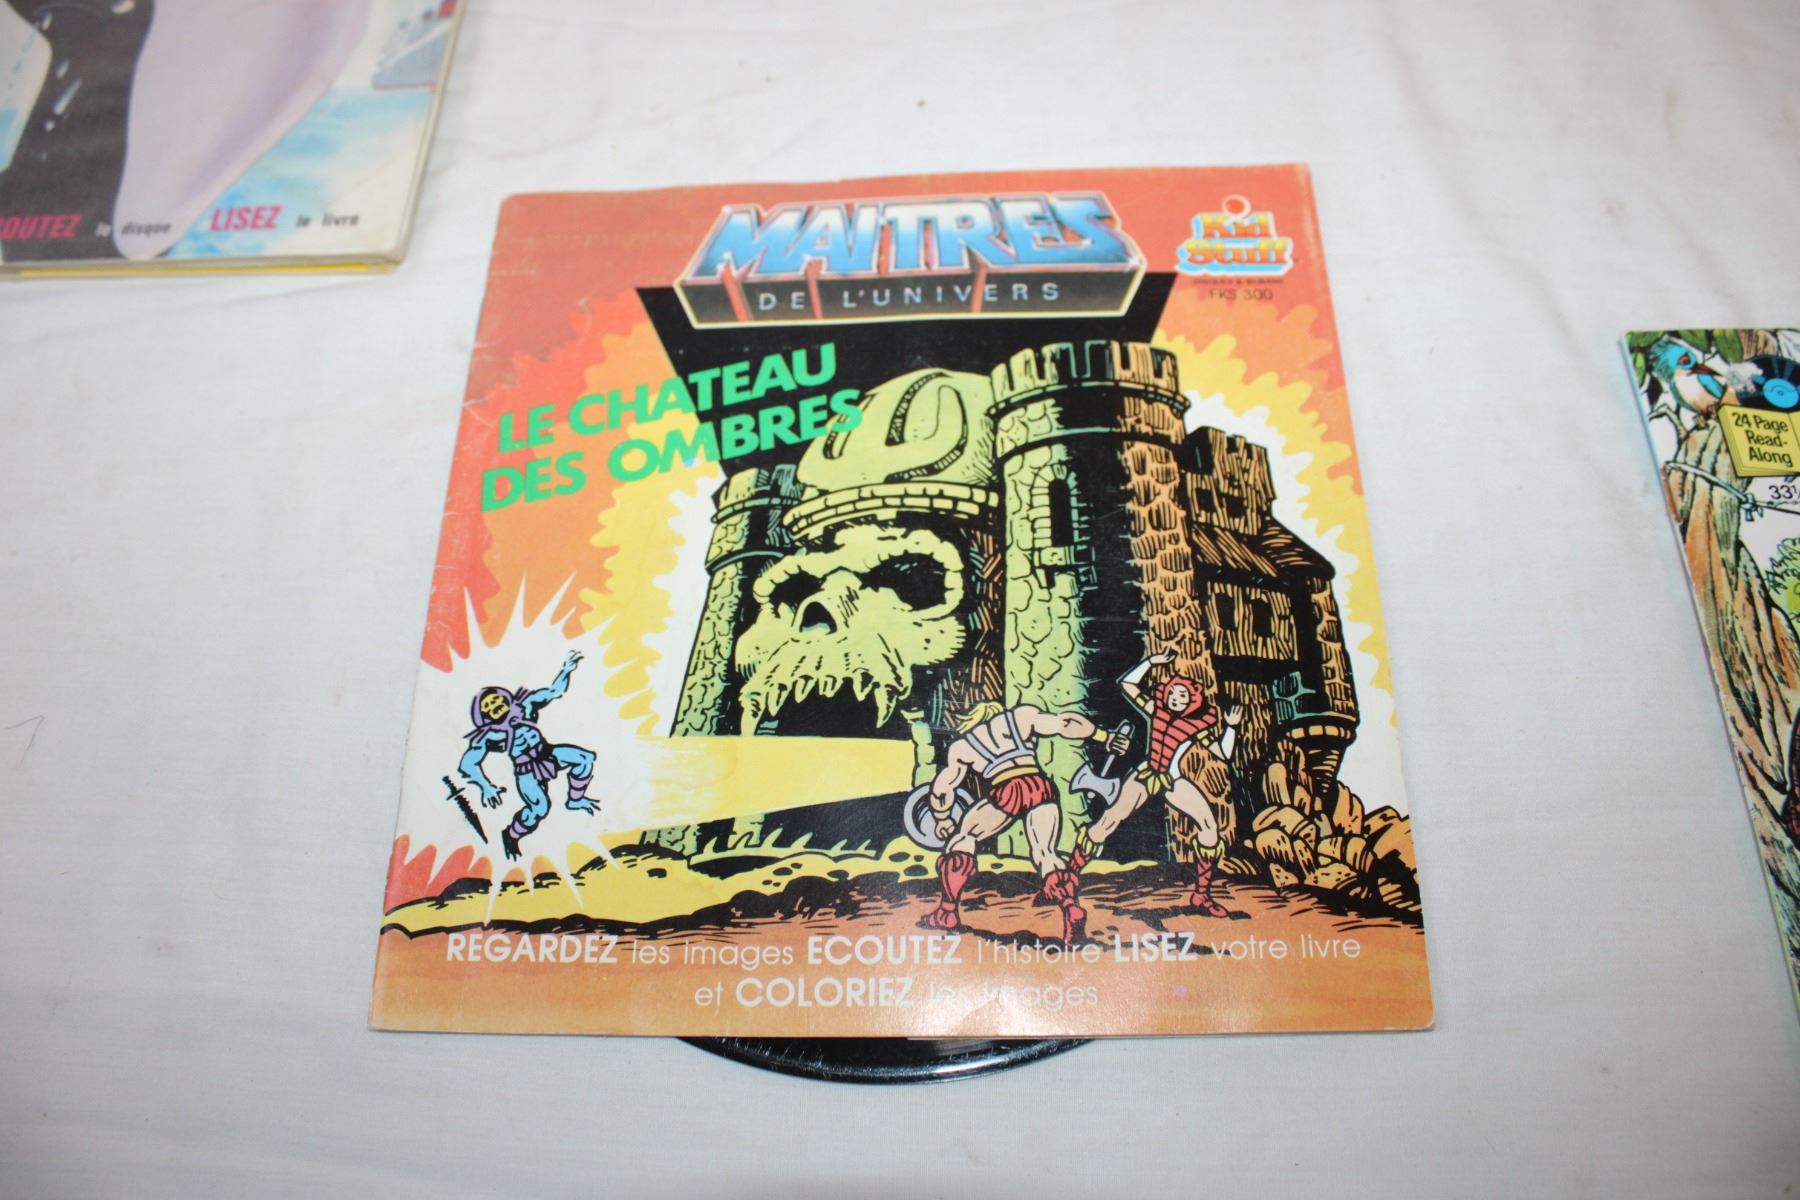 MAITRES
DE L'UNIVERS
Kid
Stuff
FKS 300
LE CHATEAU
DES OMBRES
REGARDEZ les images ECOUTEZ l'histoire LISEZ votre livre
et COLORIEZ les images
le disque LISEZ le livre
24 Page
Read-
Along